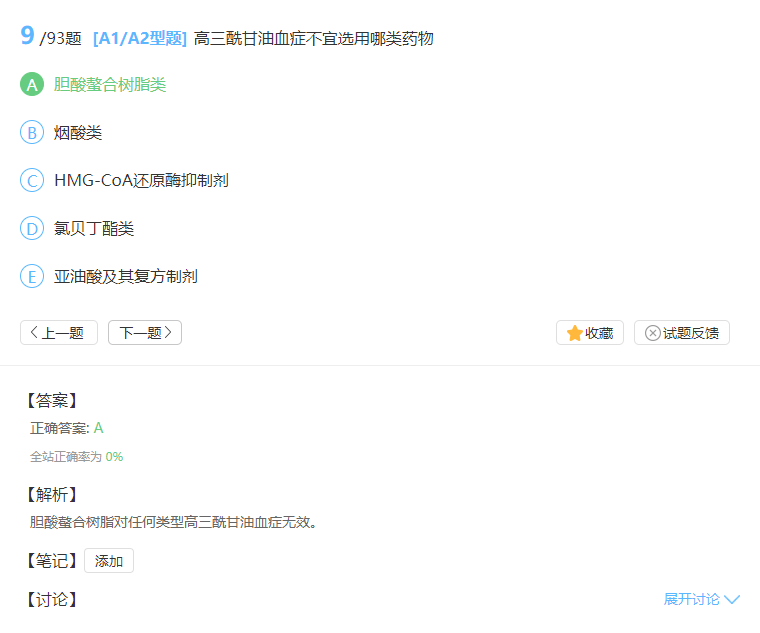 9 /93题 [A1/A2型题] 高三酰甘油血症不宜选用哪类药物
A 胆酸螯合树脂类
B 烟酸类
C HMG-CoA还原酶抑制剂
D 氯贝丁酯类
E 亚油酸及其复方制剂
上一题 下一题 收藏 试题反馈
【答案】
正确答案: A
全站正确率为 0%
【解析】
胆酸螯合树脂对任何类型高三酰甘油血症无效。
【笔记】 添加
【讨论】 展开讨论